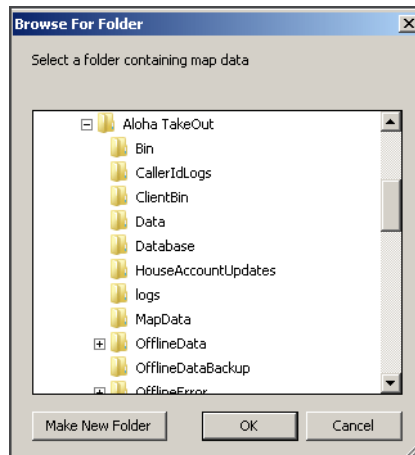 Browse For Folder
Select a folder containing map data
Aloha TakeOut
Bin
CallerIdLogs
ClientBin
Data
Database
HouseAccountUpdates
logs
MapData
OfflineData
OfflineDataBackup
OfflineError
Make New Folder OK Cancel